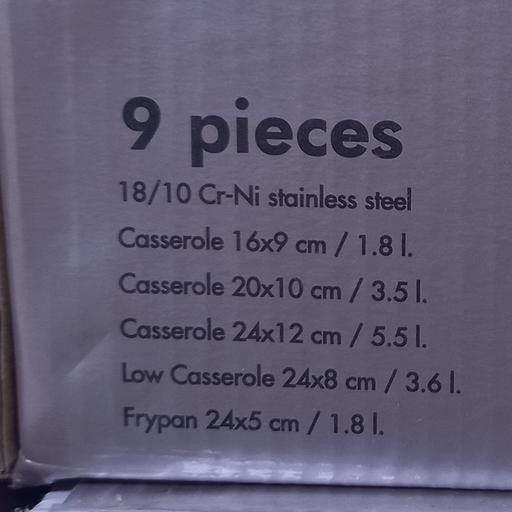 9 pieces
18/10 Cr-Ni stainless steel
Casserole 16x9 cm / 1.8 l.
Casserole 20x10 cm / 3.5 l.
Casserole 24x12 cm / 5.5 l.
Low Casserole 24x8 cm / 3.6 l.
Frypan 24x5 cm / 1.8 l.